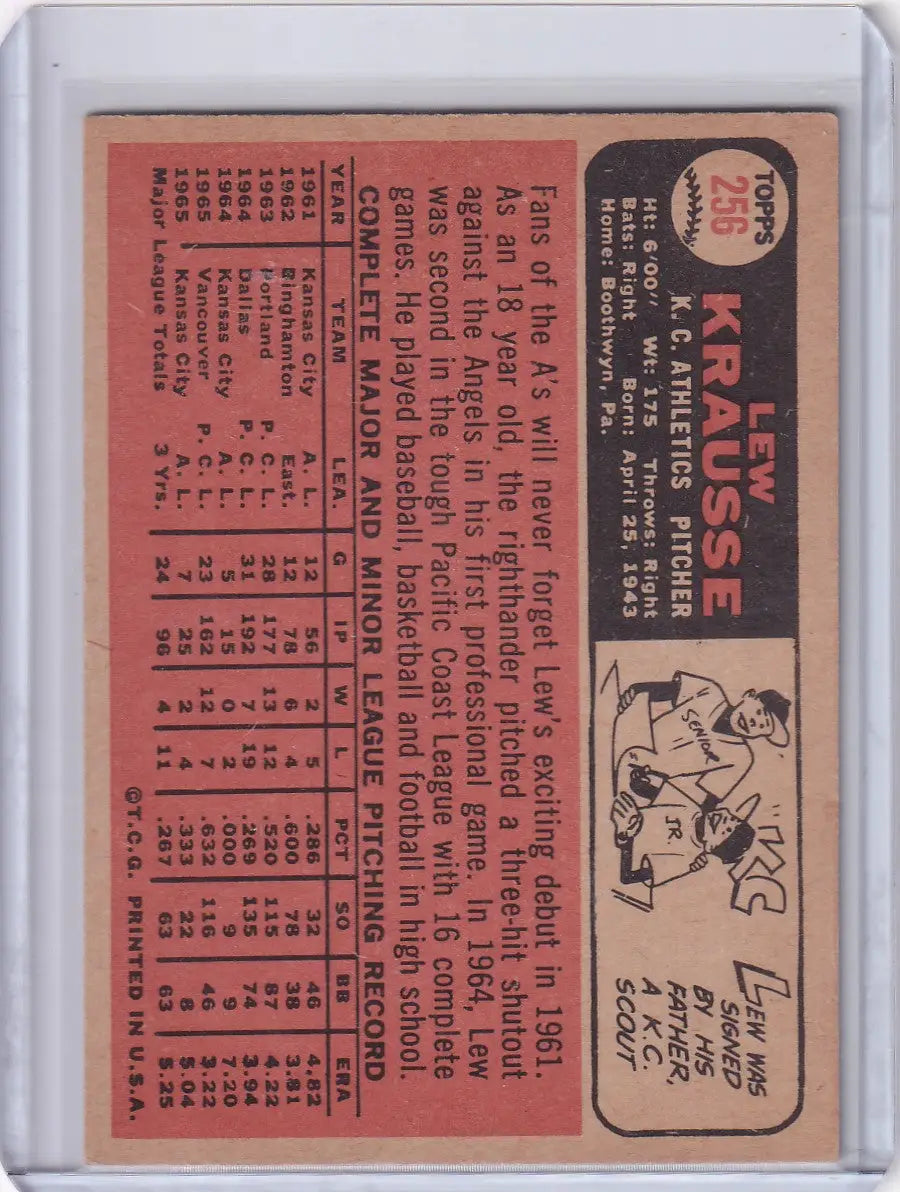 TOPPS
256
LEW
KRAUSSE
K. C. ATHLETICS PITCHER
Ht: 6'00" Wt: 175 Throws: Right
Bats: Right Born: April 25, 1943
Home: Boothwyn, Pa.
KC
SENIOR
JR.
LEW WAS
SIGNED
BY HIS
FATHER,
A K.C.
SCOUT
Fans of the A's will never forget Lew's exciting debut in 1961.
As an 18 year old, the righthander pitched a three-hit shutout
against the Angels in his first professional game. In 1964, Lew
was second in the tough Pacific Coast League with 16 complete
games. He played baseball, basketball and football in high school.
COMPLETE MAJOR AND MINOR LEAGUE PITCHING RECORD
YEAR TEAM LEA. G IP W L PCT SO BB ERA
1961 Kansas City A. L. 12 56 2 5 .286 32 46 4.82
1962 Binghamton East. 12 78 6 4 .600 78 38 3.81
1963 Portland P. C. L. 28 177 13 12 .520 115 87 4.22
1964 Dallas P. C. L. 31 192 7 19 .269 135 74 3.94
1964 Kansas City A. L. 5 15 0 2 .000 9 9 7.20
1965 Vancouver P. C. L. 23 162 12 7 .632 116 46 3.22
1965 Kansas City A. L. 7 25 2 4 .333 22 8 5.04
Major League Totals 3 Yrs. 24 96 4 11 .267 63 63 5.25
©T.C.G. PRINTED IN U.S.A.